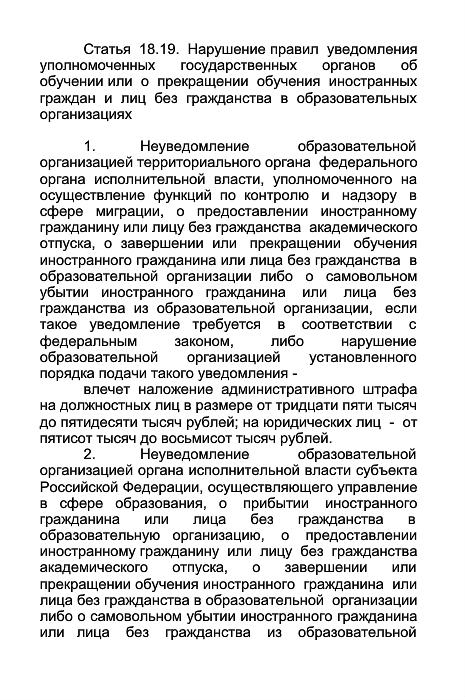 Статья 18.19. Нарушение правил уведомления
уполномоченных государственных органов об
обучении или о прекращении обучения иностранных
граждан и лиц без гражданства в образовательных
организациях
1. Неуведомление образовательной
организацией территориального органа федерального
органа исполнительной власти, уполномоченного на
осуществление функций по контролю и надзору в
сфере миграции, о предоставлении иностранному
гражданину или лицу без гражданства академического
отпуска, о завершении или прекращении обучения
иностранного гражданина или лица без гражданства в
образовательной организации либо о самовольном
убытии иностранного гражданина или лица без
гражданства из образовательной организации, если
такое уведомление требуется в соответствии с
федеральным законом, либо нарушение
образовательной организацией установленного
порядка подачи такого уведомления -
влечет наложение административного штрафа
на должностных лиц в размере от тридцати пяти тысяч
до пятидесяти тысяч рублей; на юридических лиц - от
пятисот тысяч до восьмисот тысяч рублей.
2. Неуведомление образовательной
организацией органа исполнительной власти субъекта
Российской Федерации, осуществляющего управление
в сфере образования, о прибытии иностранного
гражданина или лица без гражданства в
образовательную организацию, о предоставлении
иностранному гражданину или лицу без гражданства
академического отпуска, о завершении или
прекращении обучения иностранного гражданина или
лица без гражданства в образовательной организации
либо о самовольном убытии иностранного гражданина
или лица без гражданства из образовательной